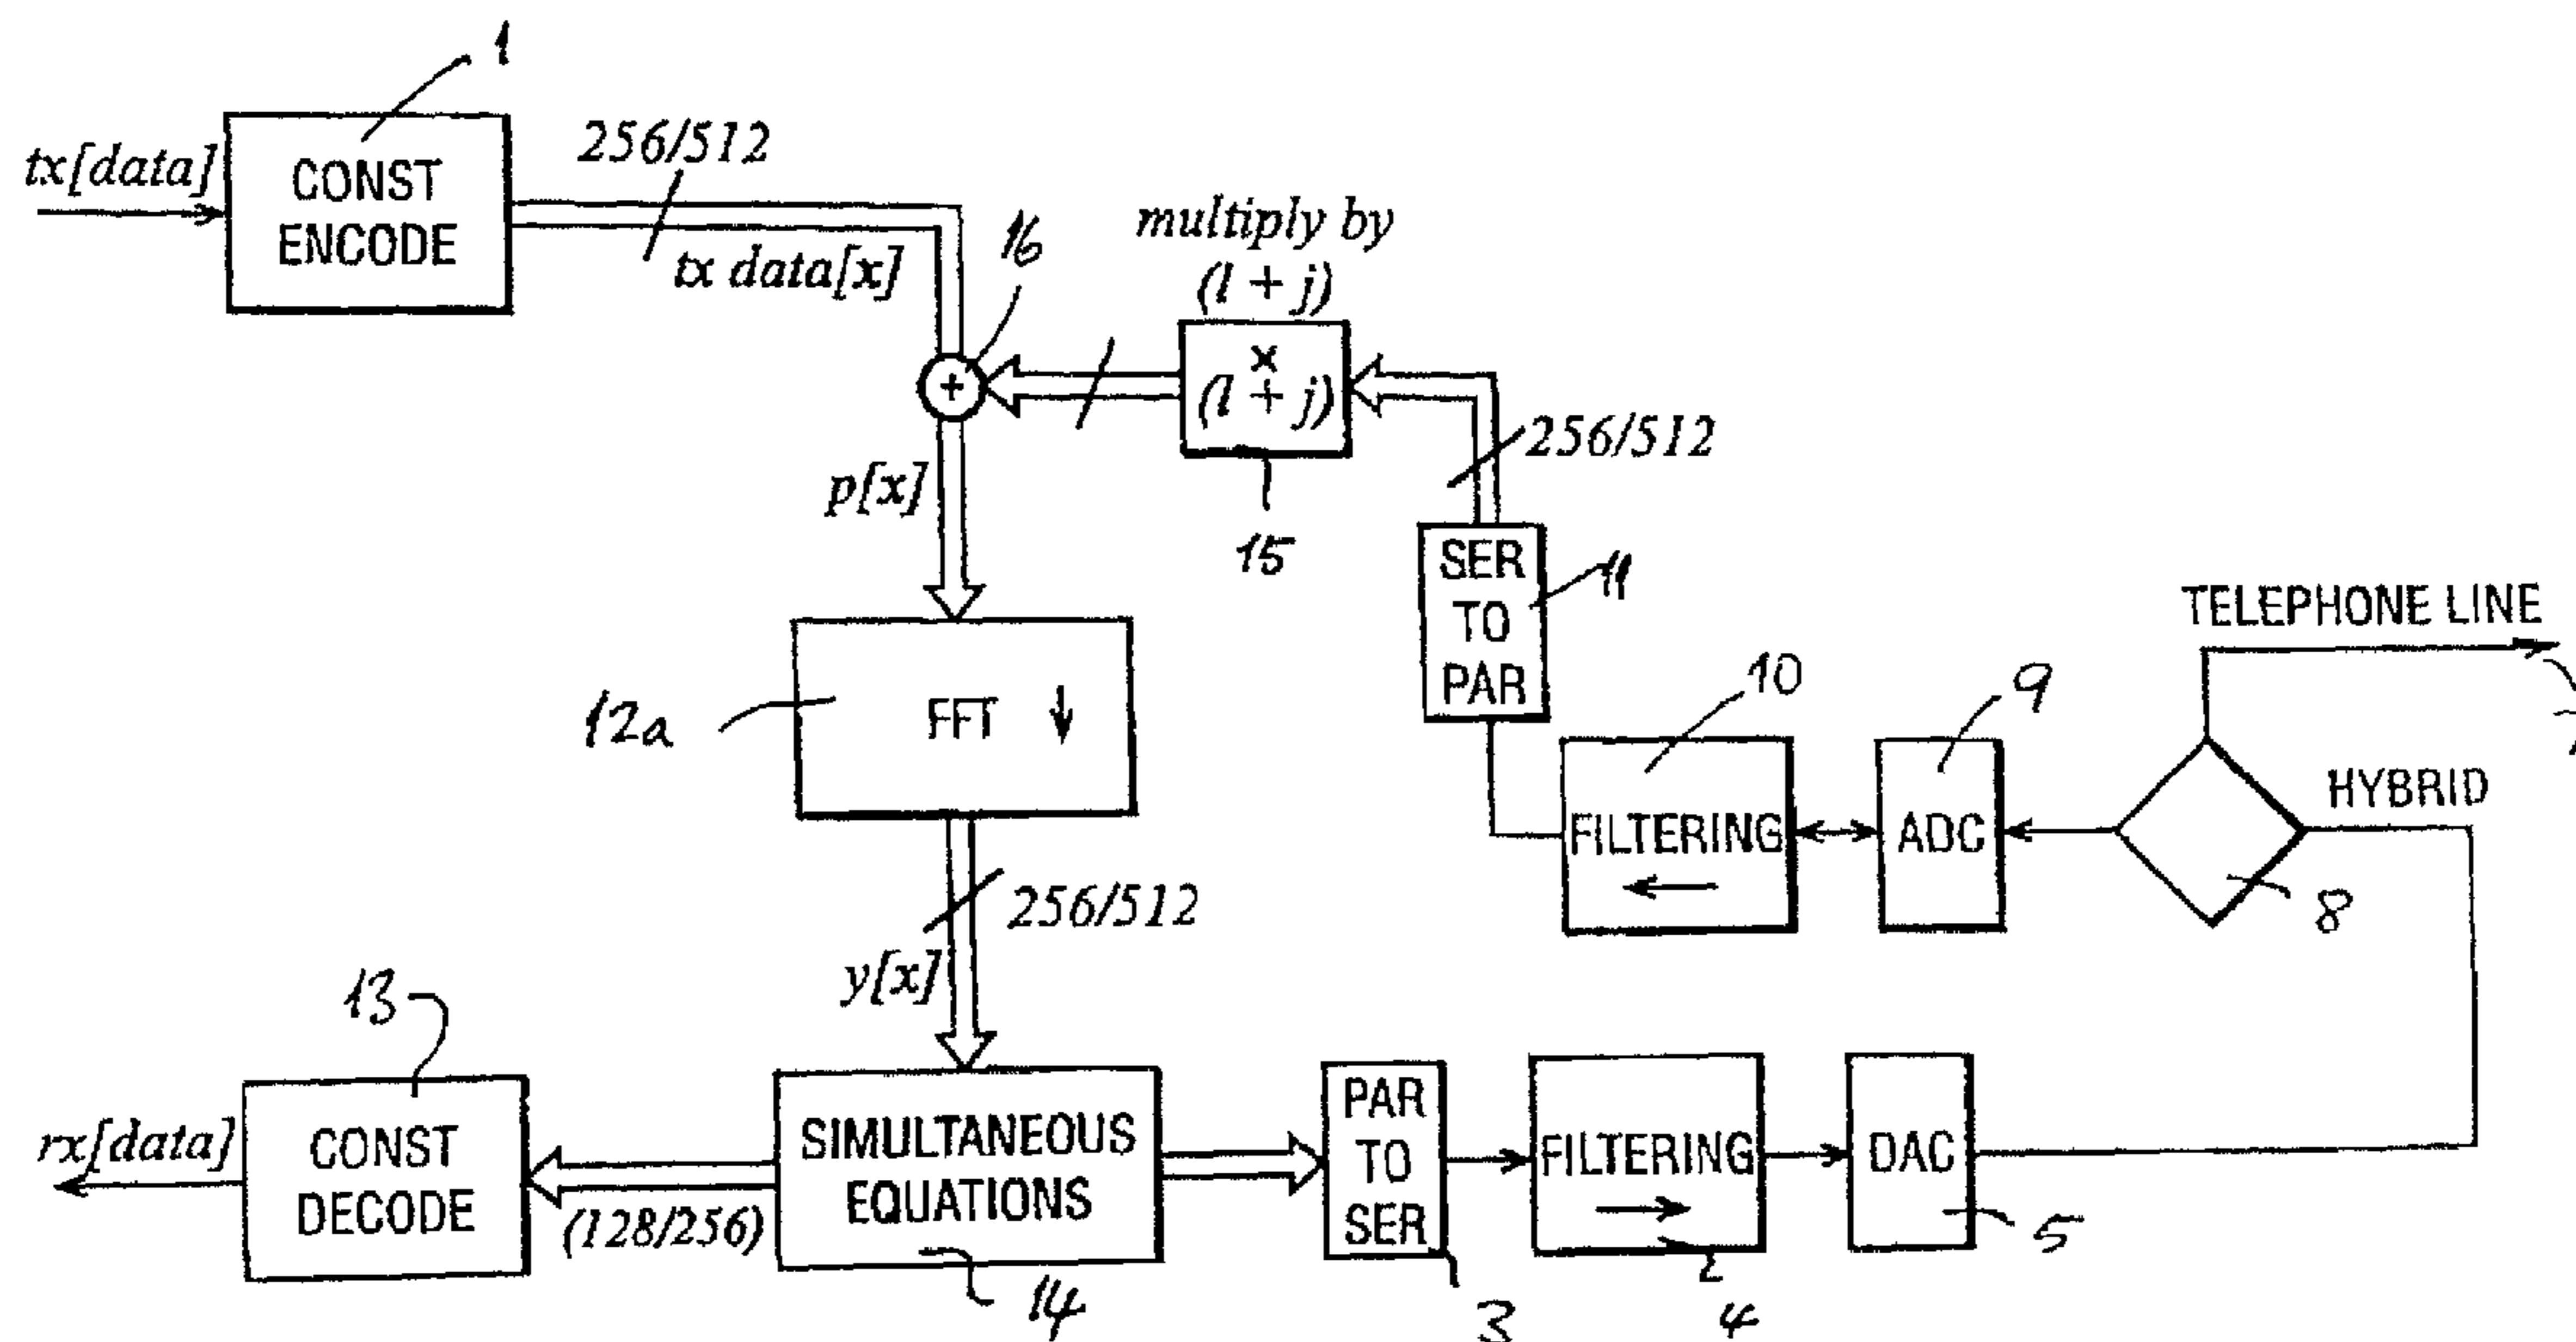 1
tx[data]
CONST
ENCODE
256/512
tx data[x]
16
multiply by
(l + j)
x
(l + j)
15
256/512
p[x]
SER
TO
PAR
11
TELEPHONE LINE
12a
FFT ↓
10
FILTERING
←
9
ADC
HYBRID
8
256/512
y[x]
13
rx[data]
CONST
DECODE
(128/256)
SIMULTANEOUS
EQUATIONS
14
PAR
TO
SER
3
FILTERING
→
4
DAC
5